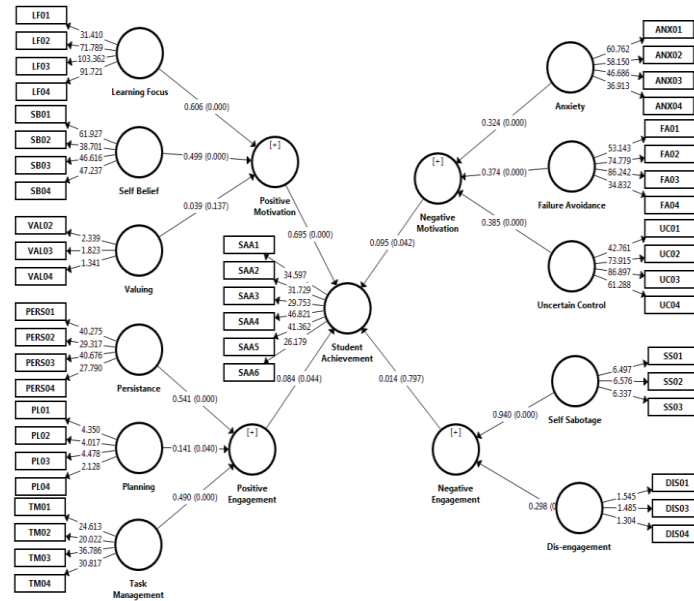 LF01
LF02
LF03
LF04
31.410
71.789
103.362
91.721
Learning Focus
0.606 (0.000)
SB01
SB02
SB03
SB04
61.927
38.701
46.616
47.237
Self Belief
0.499 (0.000)
[+]
Positive
Motivation
VAL02
VAL03
VAL04
2.339
1.823
1.341
Valuing
0.039 (0.137)
0.695 (0.000)
PERS01
PERS02
PERS03
PERS04
40.275
29.317
40.676
27.790
Persistance
0.541 (0.000)
PL01
PL02
PL03
PL04
4.350
4.017
4.478
2.128
Planning
0.141 (0.040)
[+]
Positive
Engagement
TM01
TM02
TM03
TM04
24.613
20.022
36.786
30.817
Task
Management
0.490 (0.000)
0.084 (0.044)
SAA1
SAA2
SAA3
SAA4
SAA5
SAA6
34.597
31.729
29.753
46.821
41.362
26.179
Student
Achievement
ANX01
ANX02
ANX03
ANX04
60.762
58.150
46.686
36.913
Anxiety
0.324 (0.000)
FA01
FA02
FA03
FA04
53.143
74.779
86.242
34.832
Failure Avoidance
0.374 (0.000)
[+]
Negative
Motivation
0.095 (0.042)
UC01
UC02
UC03
UC04
42.761
73.915
86.897
61.288
Uncertain Control
0.385 (0.000)
SS01
SS02
SS03
6.497
6.576
6.337
Self Sabotage
0.940 (0.000)
[+]
Negative
Engagement
0.014 (0.797)
DIS01
DIS03
DIS04
1.545
1.485
1.304
Dis-engagement
0.298 (0